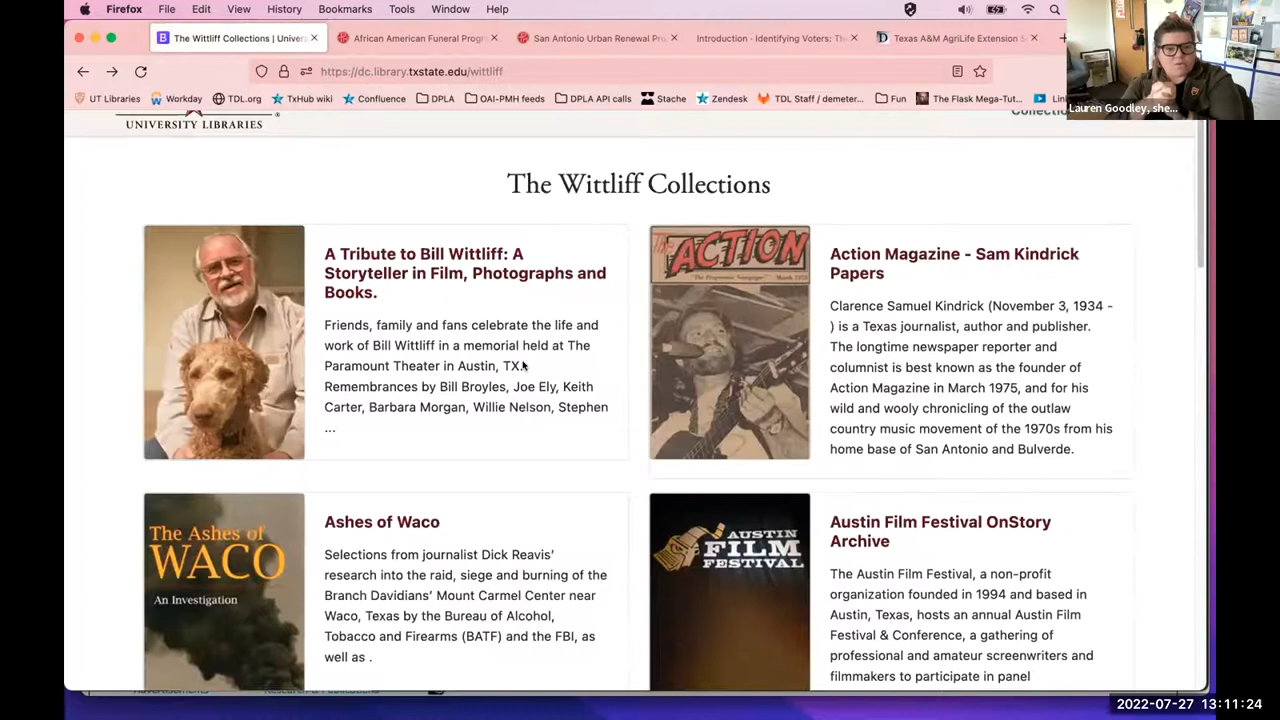 Firefox File Edit View History Bookmarks Tools Window Help
The Wittliff Collections | Univers
African American Funeral Progr
San Antonio Urban Renewal Pro
Introduction · Identifying Voters: Th
Texas A&M AgriLife Extension S
https://dc.library.txstate.edu/wittliff
UT Libraries Workday TDL.org TxHub wiki Confluence DPLA OAI-PMH feeds DPLA API calls Stache Zendesk TDL Staff / demeter... Fun The Flask Mega-Tut...
Lauren Goodley, she...
UNIVERSITY LIBRARIES
The Wittliff Collections
A Tribute to Bill Wittliff: A
Storyteller in Film, Photographs and
Books.
Friends, family and fans celebrate the life and
work of Bill Wittliff in a memorial held at The
Paramount Theater in Austin, TX.
Remembrances by Bill Broyles, Joe Ely, Keith
Carter, Barbara Morgan, Willie Nelson, Stephen
...
The ACTION
March 1975
Action Magazine - Sam Kindrick
Papers
Clarence Samuel Kindrick (November 3, 1934 -
) is a Texas journalist, author and publisher.
The longtime newspaper reporter and
columnist is best known as the founder of
Action Magazine in March 1975, and for his
wild and wooly chronicling of the outlaw
country music movement of the 1970s from his
home base of San Antonio and Bulverde.
The Ashes of
WACO
An Investigation
Ashes of Waco
Selections from journalist Dick Reavis'
research into the raid, siege and burning of the
Branch Davidians' Mount Carmel Center near
Waco, Texas by the Bureau of Alcohol,
Tobacco and Firearms (BATF) and the FBI, as
well as .
AUSTIN
FILM
FESTIVAL
Austin Film Festival OnStory
Archive
The Austin Film Festival, a non-profit
organization founded in 1994 and based in
Austin, Texas, hosts an annual Austin Film
Festival & Conference, a gathering of
professional and amateur screenwriters and
filmmakers to participate in panel
2022-07-27 13:11:24